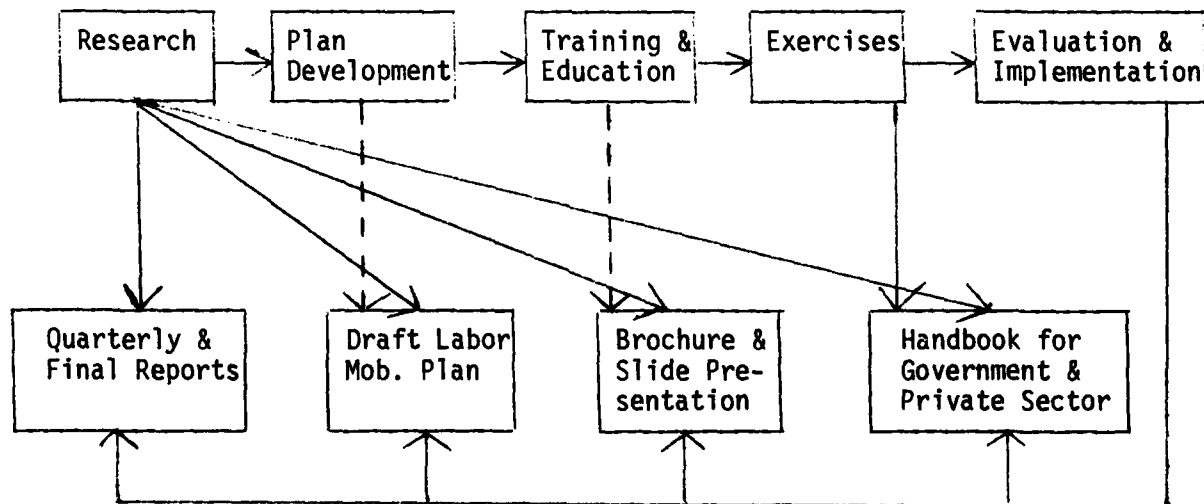 Research
Plan
Development
Training &
Education
Exercises
Evaluation &
Implementation
Quarterly &
Final Reports
Draft Labor
Mob. Plan
Brochure &
Slide Pre-
sentation
Handbook for
Government &
Private Sector